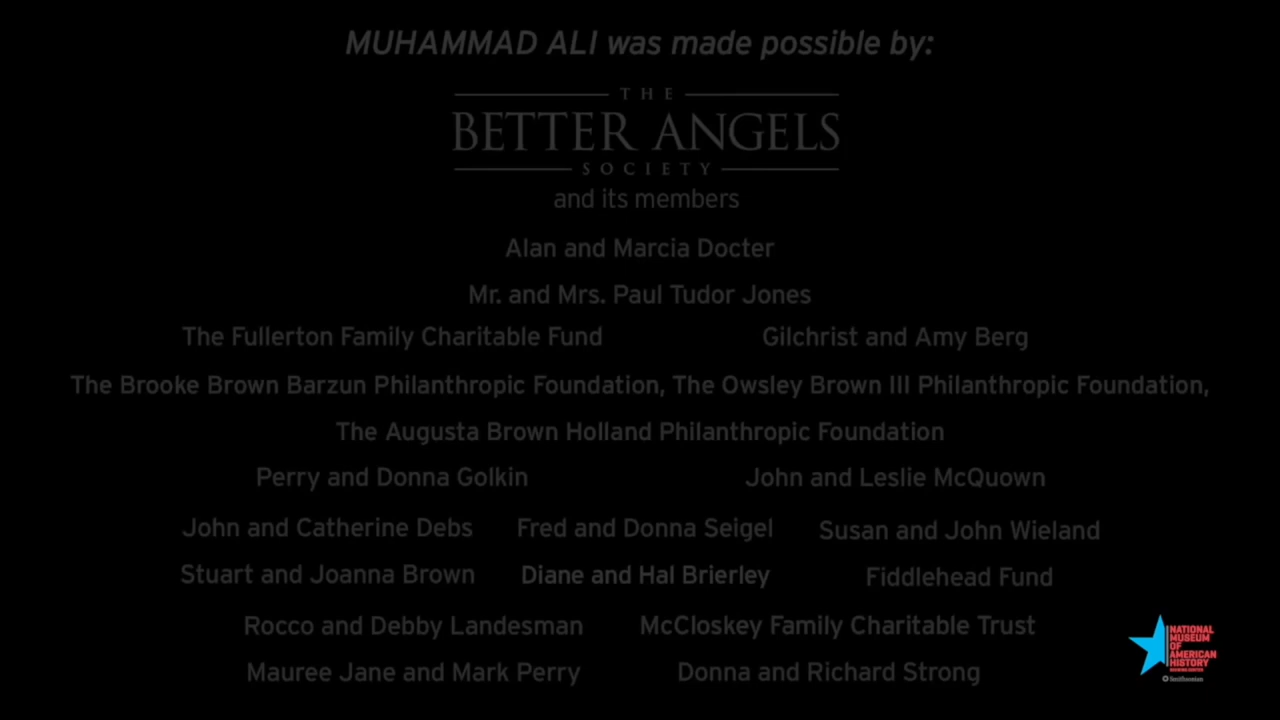 MUHAMMAD ALI was made possible by:
THE
BETTER ANGELS
SOCIETY
and its members
Alan and Marcia Docter
Mr. and Mrs. Paul Tudor Jones
The Fullerton Family Charitable Fund Gilchrist and Amy Berg
The Brooke Brown Barzun Philanthropic Foundation, The Owsley Brown III Philanthropic Foundation,
The Augusta Brown Holland Philanthropic Foundation
Perry and Donna Golkin John and Leslie McQuown
John and Catherine Debs Fred and Donna Seigel Susan and John Wieland
Stuart and Joanna Brown Diane and Hal Brierley Fiddlehead Fund
Rocco and Debby Landesman McCloskey Family Charitable Trust
Mauree Jane and Mark Perry Donna and Richard Strong
NATIONAL
MUSEUM
OF
AMERICAN
HISTORY
Smithsonian